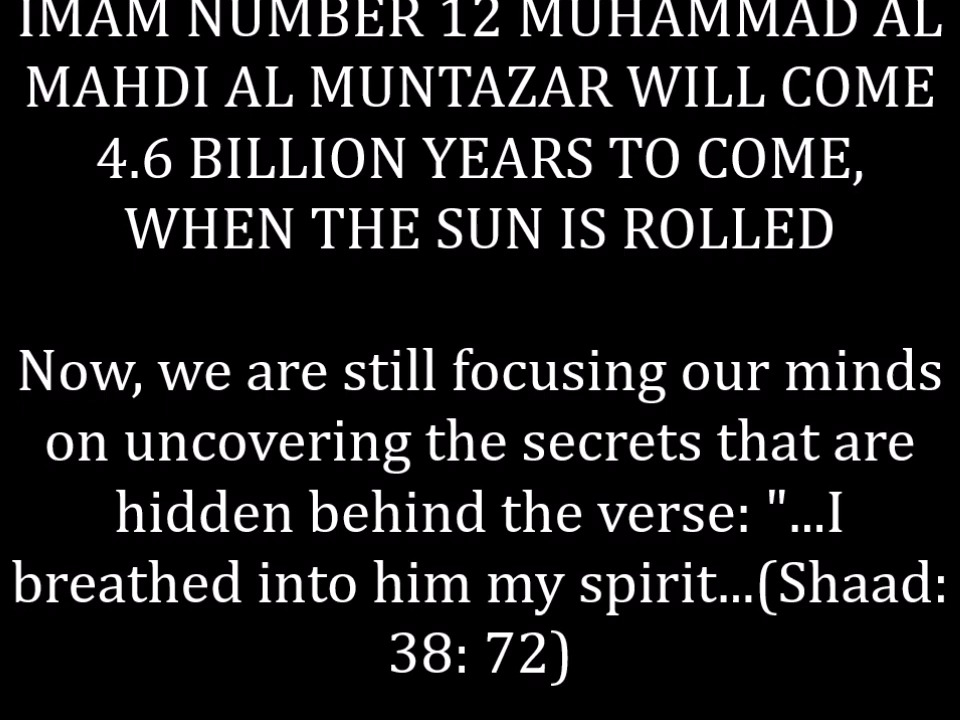 IMAM NUMBER 12 MUHAMMAD AL
MAHDI AL MUNTAZAR WILL COME
4.6 BILLION YEARS TO COME,
WHEN THE SUN IS ROLLED
Now, we are still focusing our minds
on uncovering the secrets that are
hidden behind the verse: "...I
breathed into him my spirit...(Shaad:
38: 72)